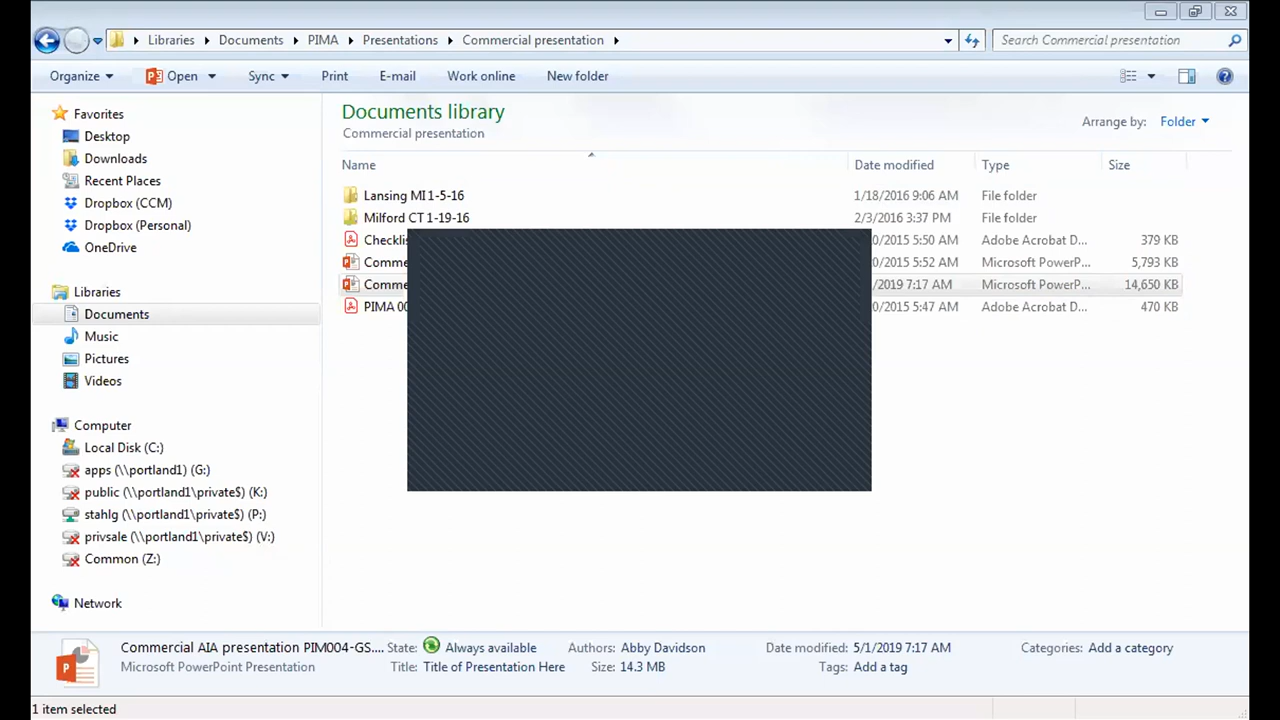 Libraries Documents PIMA Presentations Commercial presentation Search Commercial presentation
Organize Open Sync Print E-mail Work online New folder
Favorites
Desktop
Downloads
Recent Places
Dropbox (CCM)
Dropbox (Personal)
OneDrive
Libraries
Documents
Music
Pictures
Videos
Computer
Local Disk (C:)
apps (\\portland1) (G:)
public (\\portland1\private$) (K:)
stahlg (\\portland1\private$) (P:)
privsale (\\portland1\private$) (V:)
Common (Z:)
Network
Documents library
Commercial presentation
Arrange by: Folder
Name Date modified Type Size
Lansing MI 1-5-16 1/18/2016 9:06 AM File folder
Milford CT 1-19-16 2/3/2016 3:37 PM File folder
0/2015 5:50 AM Adobe Acrobat D... 379 KB
0/2015 5:52 AM Microsoft PowerP... 5,793 KB
/2019 7:17 AM Microsoft PowerP... 14,650 KB
PIMA 0/2015 5:47 AM Adobe Acrobat D... 470 KB
Commercial AIA presentation PIM004-GS.... State: Always available Authors: Abby Davidson Date modified: 5/1/2019 7:17 AM Categories: Add a category
Microsoft PowerPoint Presentation Title: Title of Presentation Here Size: 14.3 MB Tags: Add a tag
1 item selected